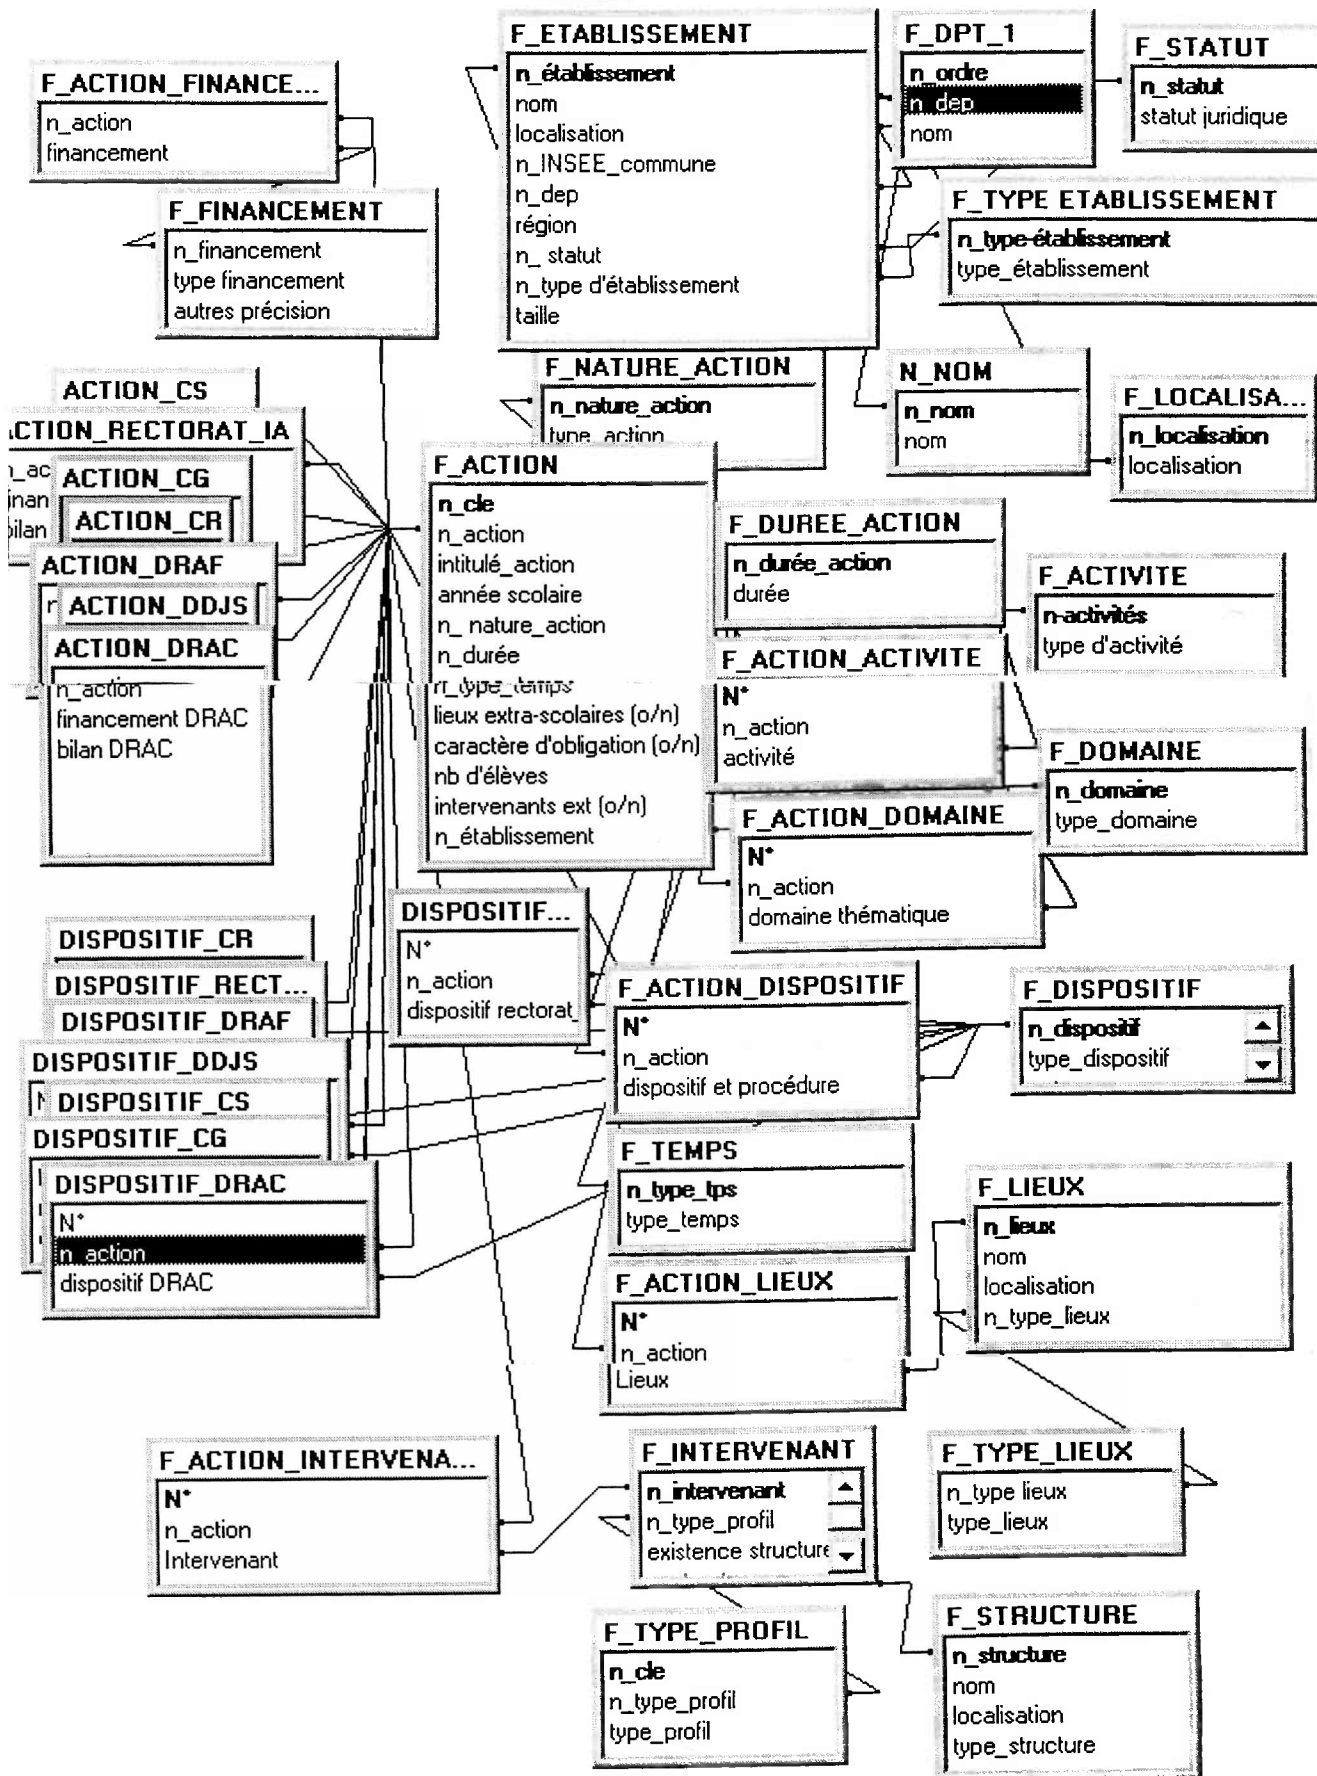 F_ETABLISSEMENT
n_établissement
nom
localisation
n_INSEE_commune
n_dep
région
n_ statut
n_type d'établissement
taille
F_DPT_1
n_ordre
n_dep
nom
F_STATUT
n_statut
statut juridique
F_ACTION_FINANCE...
n_action
financement
F_FINANCEMENT
n_financement
type financement
autres précision
F_TYPE ETABLISSEMENT
n_type-établissement
type_établissement
F_NATURE_ACTION
n_nature_action
type_action
N_NOM
n_nom
nom
F_LOCALISA...
n_localisation
localisation
ACTION_CS
ACTION_RECTORAT_IA
n_ac
bilan
ACTION_CG
ACTION_CR
ACTION_DRAF
ACTION_DDJS
ACTION_DRAC
n_action
financement DRAC
bilan DRAC
F_ACTION
n_cle
n_action
intitulé_action
année scolaire
n_ nature_action
n_durée
n_type_temps
lieux extra-scolaires (o/n)
caractère d'obligation (o/n)
nb d'élèves
intervenants ext (o/n)
n_établissement
F_DUREE_ACTION
n_durée_action
durée
F_ACTIVITE
n-activités
type d'activité
F_ACTION_ACTIVITE
N°
n_action
activité
F_DOMAINE
n_domaine
type_domaine
F_ACTION_DOMAINE
N°
n_action
domaine thématique
DISPOSITIF...
N°
n_action
dispositif rectorat_
DISPOSITIF_CR
DISPOSITIF_RECT...
DISPOSITIF_DRAF
DISPOSITIF_DDJS
N
DISPOSITIF_CS
DISPOSITIF_CG
DISPOSITIF_DRAC
N°
n_action
dispositif DRAC
F_ACTION_DISPOSITIF
N°
n_action
dispositif et procédure
F_DISPOSITIF
n_dispositif
type_dispositif
F_TEMPS
n_type_tps
type_temps
F_LIEUX
n_lieux
nom
localisation
n_type_lieux
F_ACTION_LIEUX
N°
n_action
Lieux
F_ACTION_INTERVENA...
N°
n_action
Intervenant
F_INTERVENANT
n_intervenant
n_type_profil
existence structure
F_TYPE_LIEUX
n_type lieux
type_lieux
F_TYPE_PROFIL
n_cle
n_type_profil
type_profil
F_STRUCTURE
n_structure
nom
localisation
type_structure